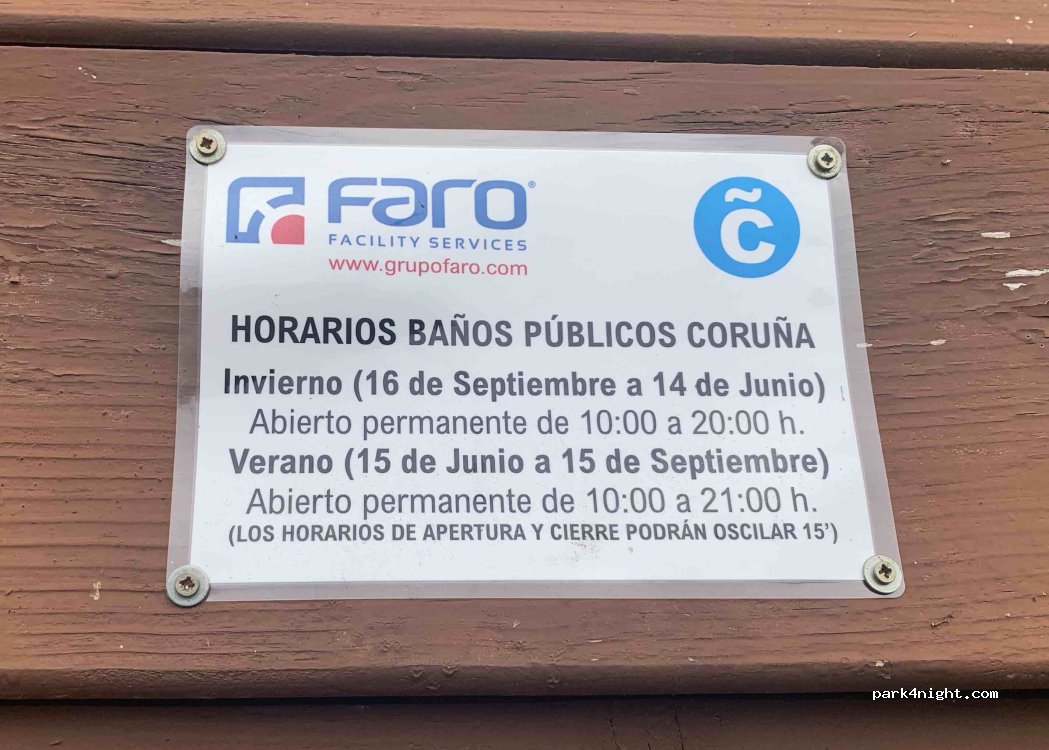 FARO®
FACILITY SERVICES
www.grupofaro.com
C̃
HORARIOS BAÑOS PÚBLICOS CORUÑA
Invierno (16 de Septiembre a 14 de Junio)
Abierto permanente de 10:00 a 20:00 h.
Verano (15 de Junio a 15 de Septiembre)
Abierto permanente de 10:00 a 21:00 h.
(LOS HORARIOS DE APERTURA Y CIERRE PODRÁN OSCILAR 15')
park4night.com